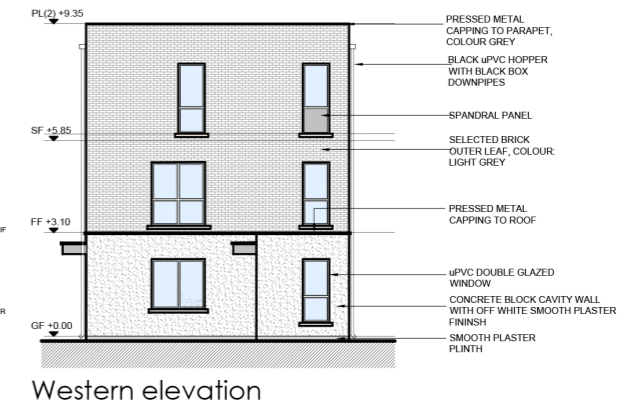 PL(2) +9.35
PRESSED METAL
CAPPING TO PARAPET,
COLOUR GREY
BLACK uPVC HOPPER
WITH BLACK BOX
DOWNPIPES
SPANDRAL PANEL
SF +5.85
SELECTED BRICK
OUTER LEAF, COLOUR:
LIGHT GREY
PRESSED METAL
CAPPING TO ROOF
FF +3.10
OF
uPVC DOUBLE GLAZED
WINDOW
CONCRETE BLOCK CAVITY WALL
WITH OFF WHITE SMOOTH PLASTER
FININSH
R
GF +0.00
SMOOTH PLASTER
PLINTH
Western elevation